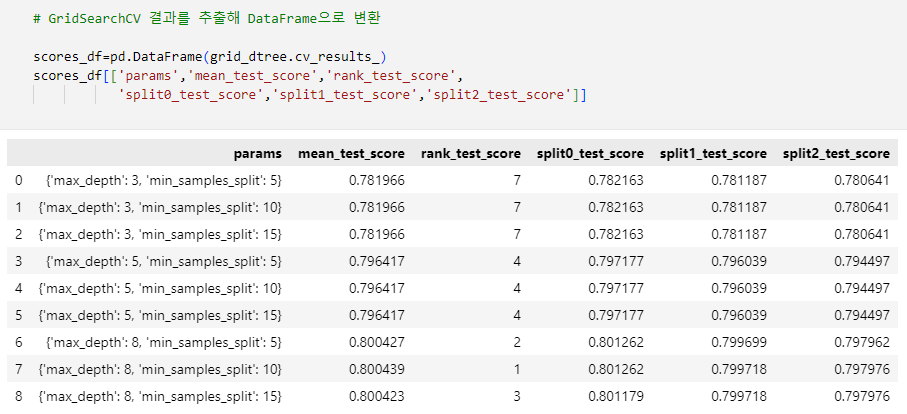 # GridSearchCV 결과를 추출해 DataFrame으로 변환
scores_df=pd.DataFrame(grid_dtree.cv_results_)
scores_df[['params','mean_test_score','rank_test_score',
'split0_test_score','split1_test_score','split2_test_score']]
params mean_test_score rank_test_score split0_test_score split1_test_score split2_test_score
0 {'max_depth': 3, 'min_samples_split': 5} 0.781966 7 0.782163 0.781187 0.780641
1 {'max_depth': 3, 'min_samples_split': 10} 0.781966 7 0.782163 0.781187 0.780641
2 {'max_depth': 3, 'min_samples_split': 15} 0.781966 7 0.782163 0.781187 0.780641
3 {'max_depth': 5, 'min_samples_split': 5} 0.796417 4 0.797177 0.796039 0.794497
4 {'max_depth': 5, 'min_samples_split': 10} 0.796417 4 0.797177 0.796039 0.794497
5 {'max_depth': 5, 'min_samples_split': 15} 0.796417 4 0.797177 0.796039 0.794497
6 {'max_depth': 8, 'min_samples_split': 5} 0.800427 2 0.801262 0.799699 0.797962
7 {'max_depth': 8, 'min_samples_split': 10} 0.800439 1 0.801262 0.799718 0.797976
8 {'max_depth': 8, 'min_samples_split': 15} 0.800423 3 0.801179 0.799718 0.797976